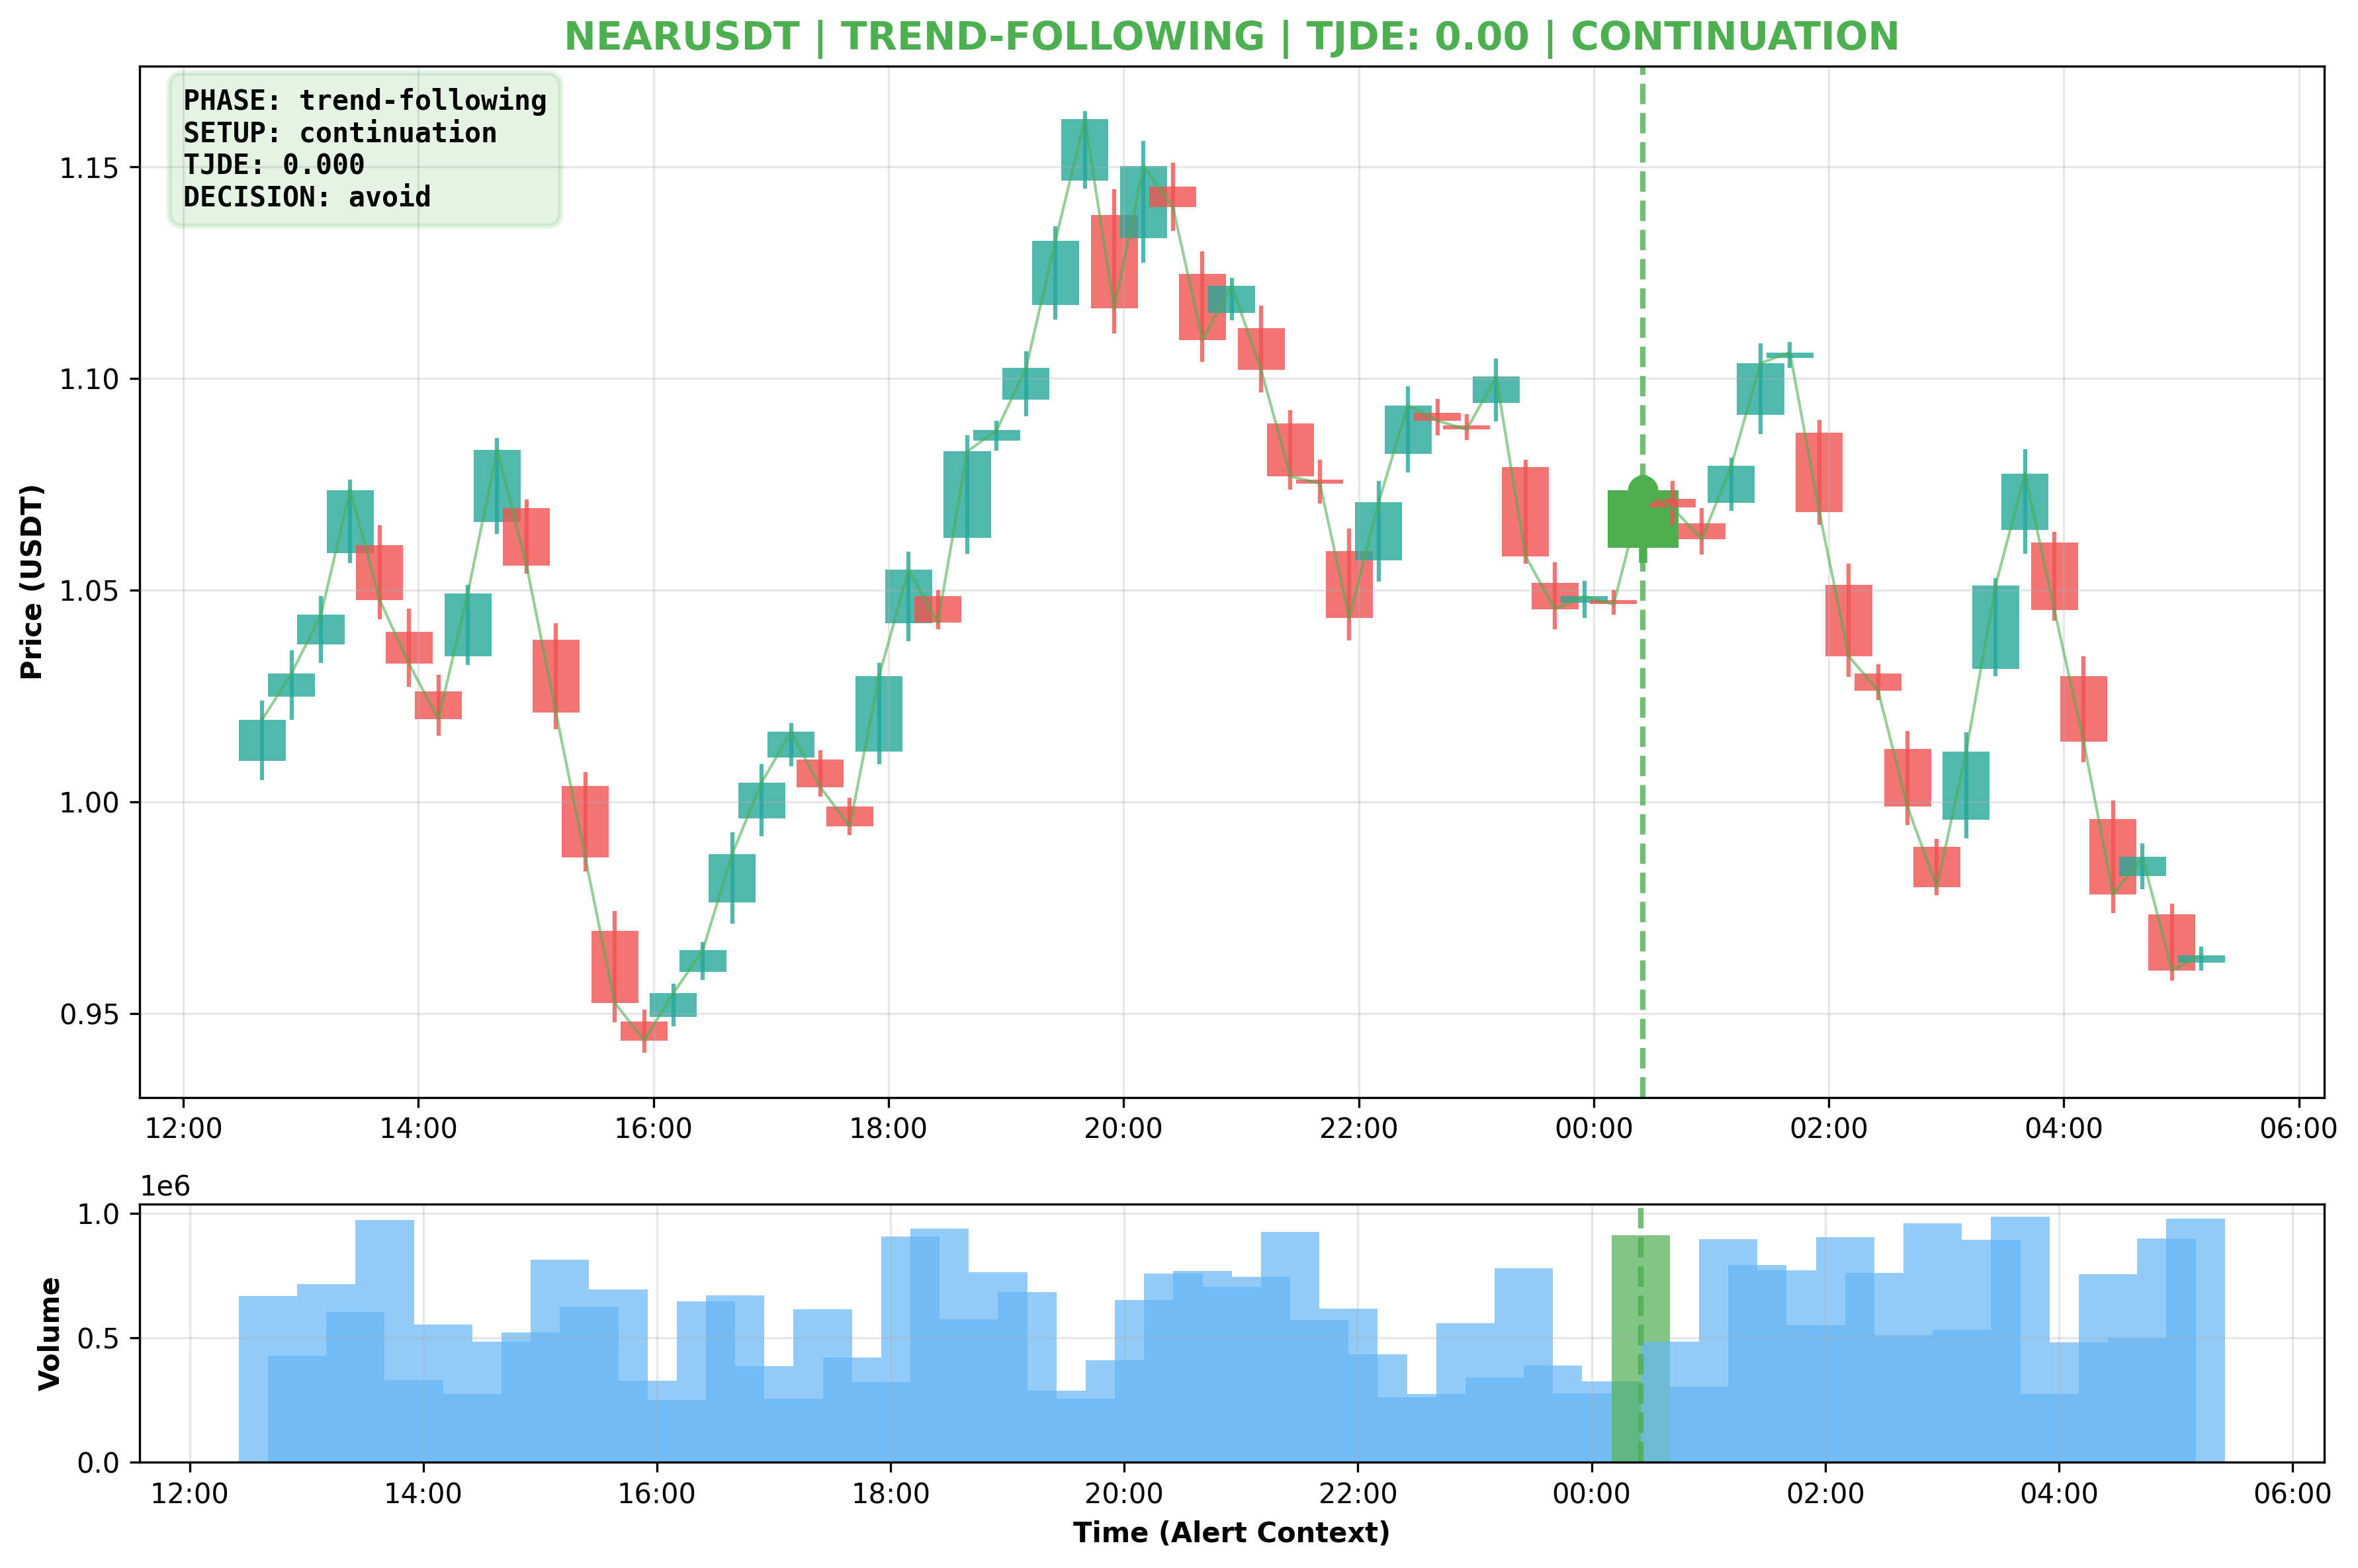 NEARUSDT | TREND-FOLLOWING | TJDE: 0.00 | CONTINUATION
PHASE: trend-following
SETUP: continuation
TJDE: 0.000
DECISION: avoid
Price (USDT)
1.15
1.10
1.05
1.00
0.95
12:00 14:00 16:00 18:00 20:00 22:00 00:00 02:00 04:00 06:00
1e6
Volume
1.0
0.5
0.0
12:00 14:00 16:00 18:00 20:00 22:00 00:00 02:00 04:00 06:00
Time (Alert Context)